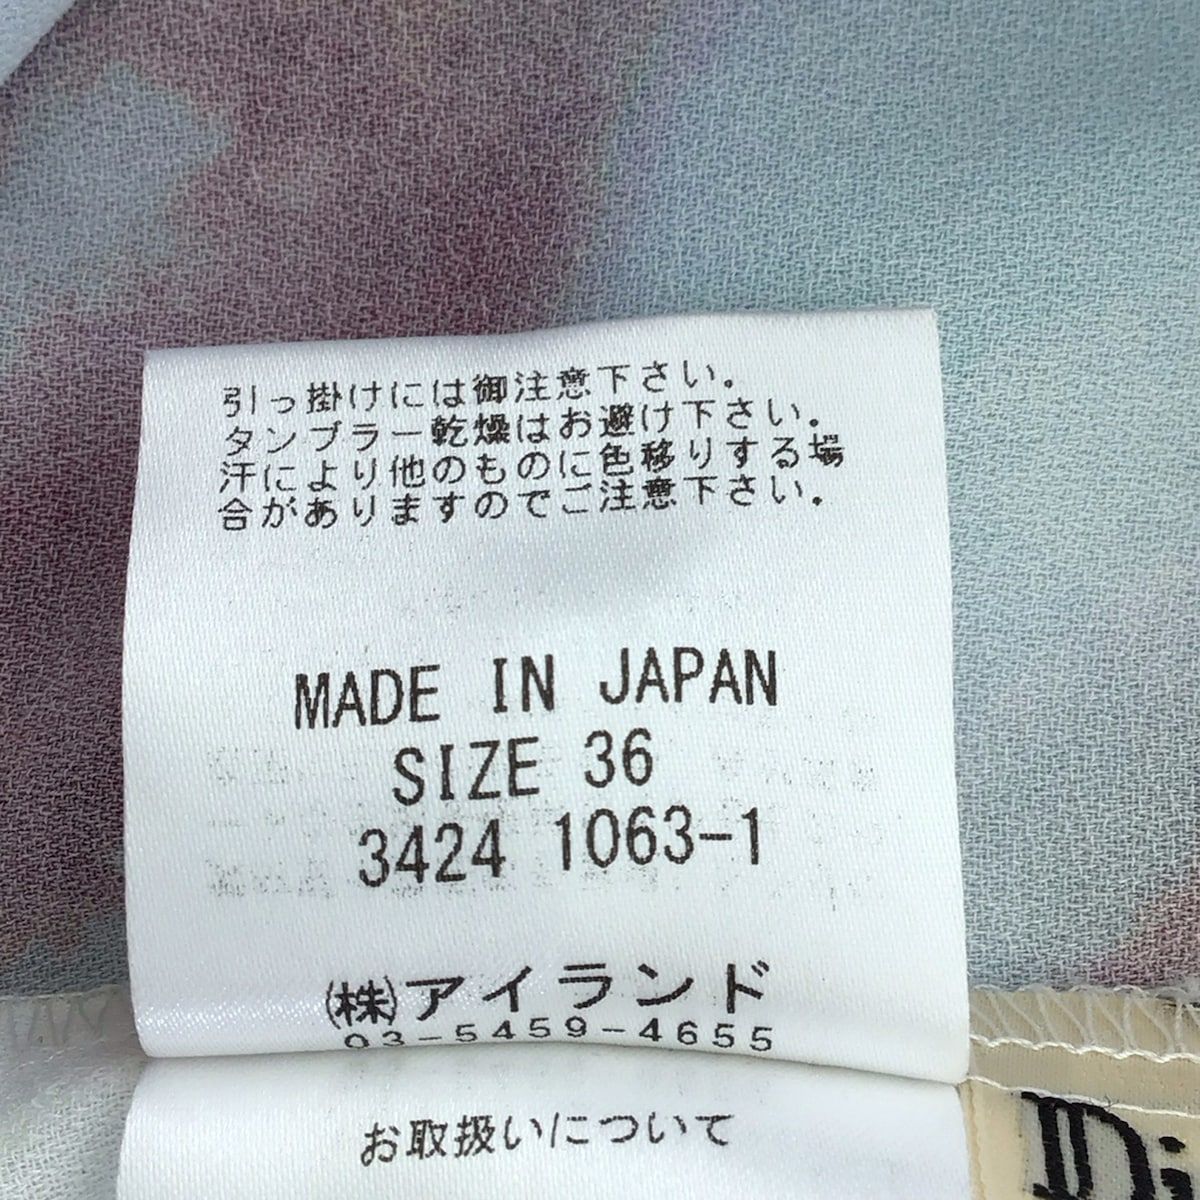 引っ掛けには御注意下さい。
タンブラー乾燥はお避け下さい。
汗により他のものに色移りする場
合がありますのでご注意下さい。
MADE IN JAPAN
SIZE 36
3424 1063-1
㈱アイランド
03-5459-4655
お取扱いについて